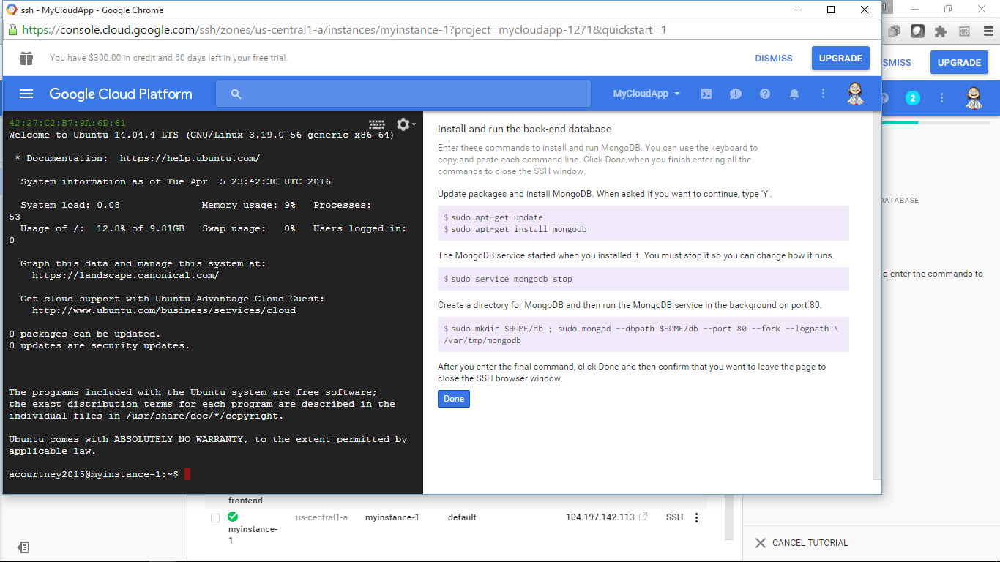 ssh - MyCloudApp - Google Chrome
https://console.cloud.google.com/ssh/zones/us-central1-a/instances/myinstance-1?project=mycloudapp-1271&quickstart=1
You have $300.00 in credit and 60 days left in your free trial.
DISMISS
UPGRADE
SMISS
UPGRADE
Google Cloud Platform
MyCloudApp
2
42:27:C2:B7:9A:6D:61
Welcome to Ubuntu 14.04.4 LTS (GNU/Linux 3.19.0-56-generic x86_64)
* Documentation: https://help.ubuntu.com/
System information as of Tue Apr 5 23:42:30 UTC 2016
System load: 0.08 Memory usage: 9% Processes:
53
Usage of /: 12.8% of 9.81GB Swap usage: 0% Users logged in:
0
Graph this data and manage this system at:
https://landscape.canonical.com/
Get cloud support with Ubuntu Advantage Cloud Guest:
http://www.ubuntu.com/business/services/cloud
0 packages can be updated.
0 updates are security updates.
The programs included with the Ubuntu system are free software;
the exact distribution terms for each program are described in the
individual files in /usr/share/doc/*/copyright.
Ubuntu comes with ABSOLUTELY NO WARRANTY, to the extent permitted by
applicable law.
acourtney2015@myinstance-1:~$
Install and run the back-end database
Enter these commands to install and run MongoDB. You can use the keyboard to
copy and paste each command line. Click Done when you finish entering all the
commands to close the SSH window.
Update packages and install MongoDB. When asked if you want to continue, type 'Y'.
$ sudo apt-get update
$ sudo apt-get install mongodb
The MongoDB service started when you installed it. You must stop it so you can change how it runs.
$ sudo service mongodb stop
Create a directory for MongoDB and then run the MongoDB service in the background on port 80.
$ sudo mkdir $HOME/db ; sudo mongod --dbpath $HOME/db --port 80 --fork --logpath \
/var/tmp/mongodb
After you enter the final command, click Done and then confirm that you want to leave the page to
close the SSH browser window.
Done
DATABASE
d enter the commands to
frontend
myinstance-
1
us-central1-a
myinstance-1
default
104.197.142.113
SSH
CANCEL TUTORIAL